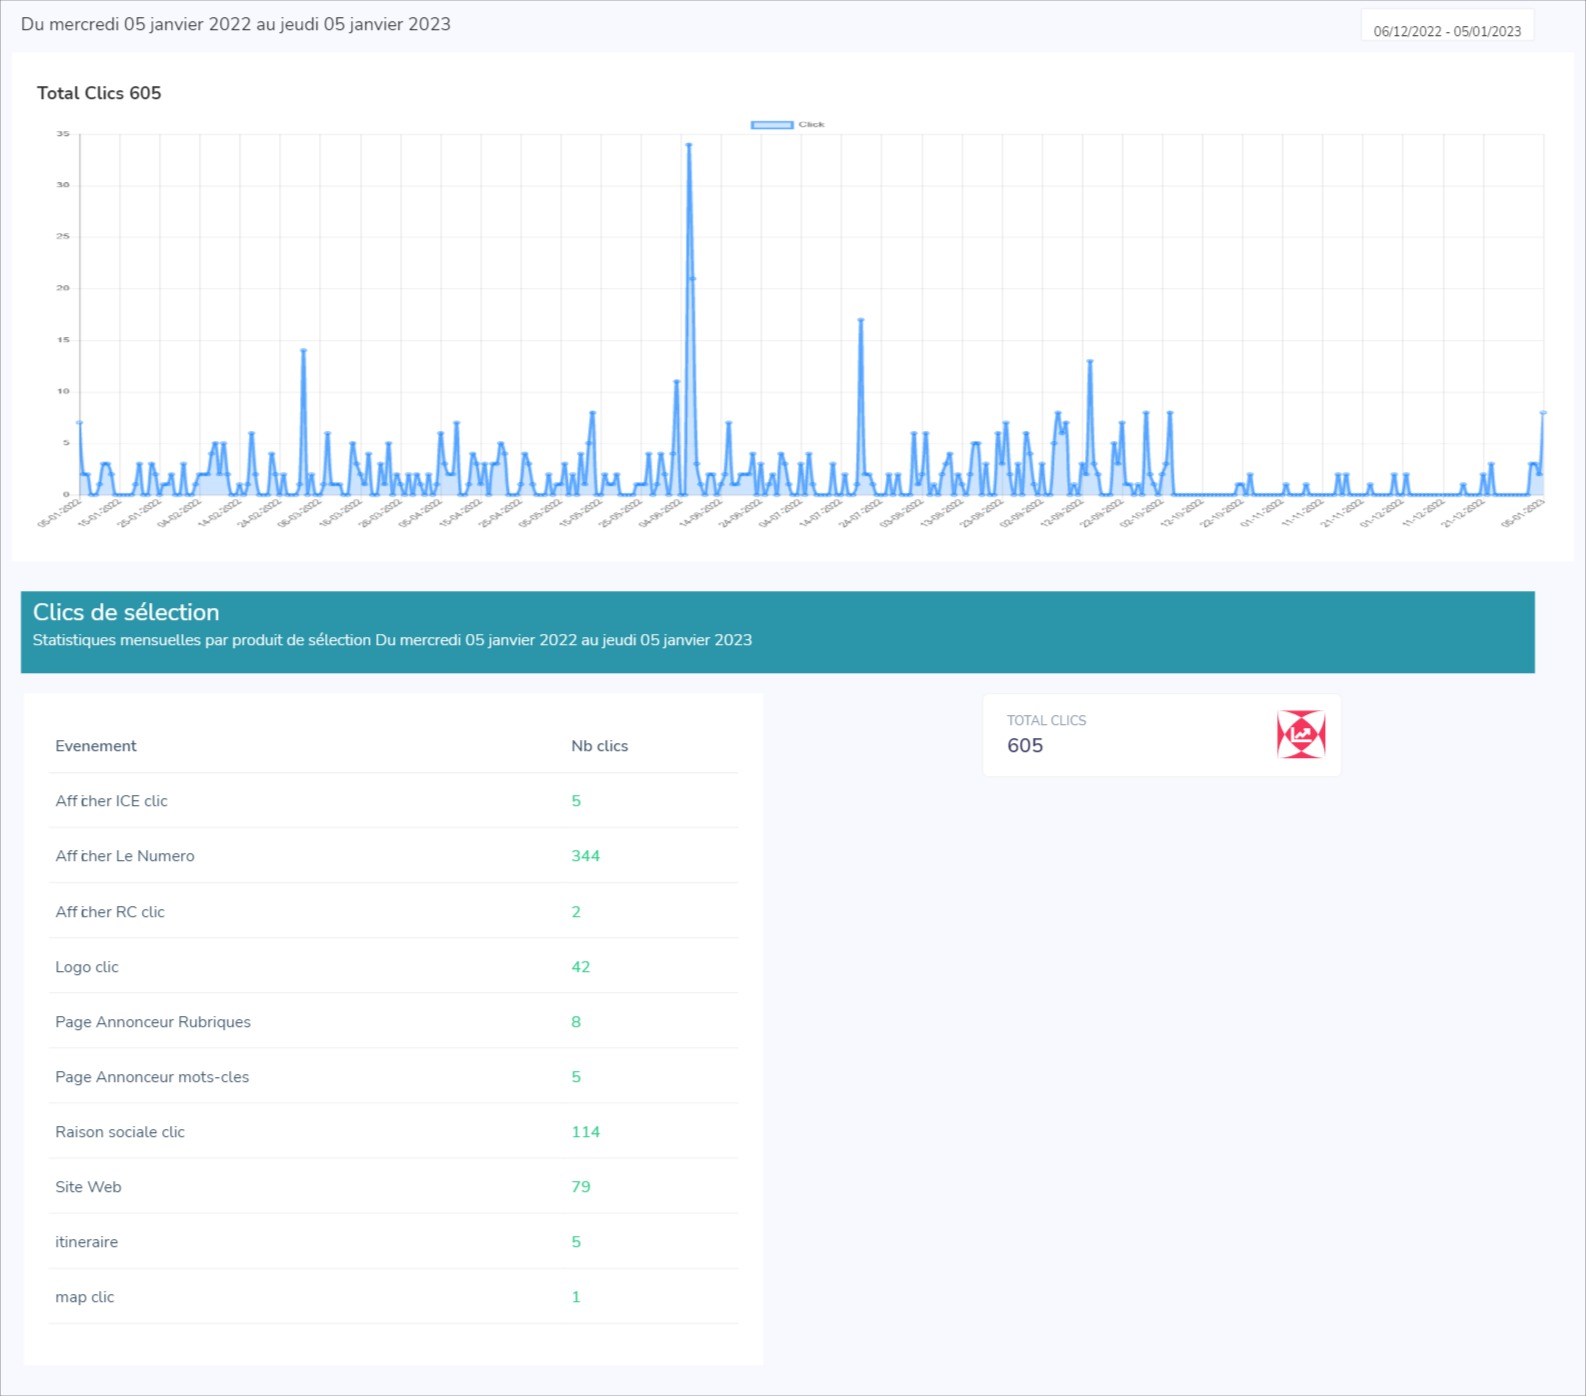 Du mercredi 05 janvier 2022 au jeudi 05 janvier 2023
06/12/2022 - 05/01/2023
Total Clics 605
Click
35
30
25
20
15
10
5
0
05-01-2022 15-01-2022 25-01-2022 04-02-2022 14-02-2022 24-02-2022 06-03-2022 16-03-2022 26-03-2022 05-04-2022 15-04-2022 25-04-2022 05-05-2022 15-05-2022 25-05-2022 04-06-2022 14-06-2022 24-06-2022 04-07-2022 14-07-2022 24-07-2022 03-08-2022 13-08-2022 23-08-2022 02-09-2022 12-09-2022 22-09-2022 02-10-2022 12-10-2022 22-10-2022 01-11-2022 11-11-2022 21-11-2022 01-12-2022 11-12-2022 21-12-2022 05-01-2023
Clics de sélection
Statistiques mensuelles par produit de sélection Du mercredi 05 janvier 2022 au jeudi 05 janvier 2023
TOTAL CLICS
605
Evenement Nb clics
Afficher ICE clic 5
Afficher Le Numero 344
Afficher RC clic 2
Logo clic 42
Page Annonceur Rubriques 8
Page Annonceur mots-cles 5
Raison sociale clic 114
Site Web 79
itineraire 5
map clic 1